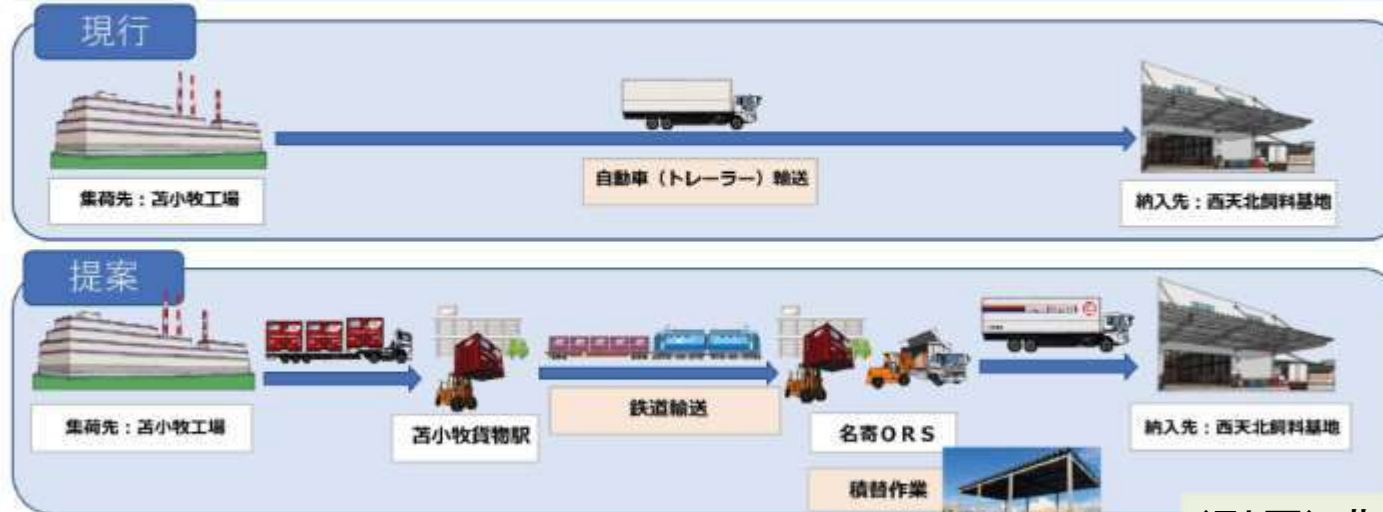 現行
自動車（トレーラー）輸送
集荷先：苫小牧工場
納入先：西天北飼料基地
提案
鉄道輸送
集荷先：苫小牧工場
苫小牧貨物駅
名寄ＯＲＳ
納入先：西天北飼料基地
積替作業